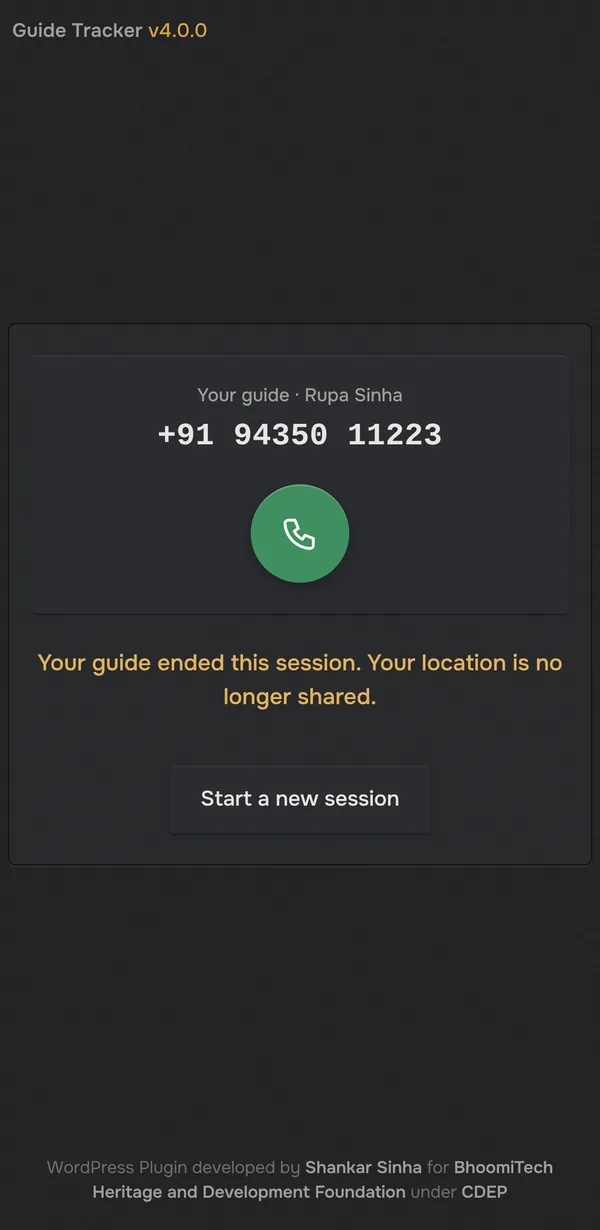 Guide Tracker v4.0.0
Your guide · Rupa Sinha
+91 94350 11223
Your guide ended this session. Your location is no
longer shared.
Start a new session
WordPress Plugin developed by Shankar Sinha for BhoomiTech
Heritage and Development Foundation under CDEP